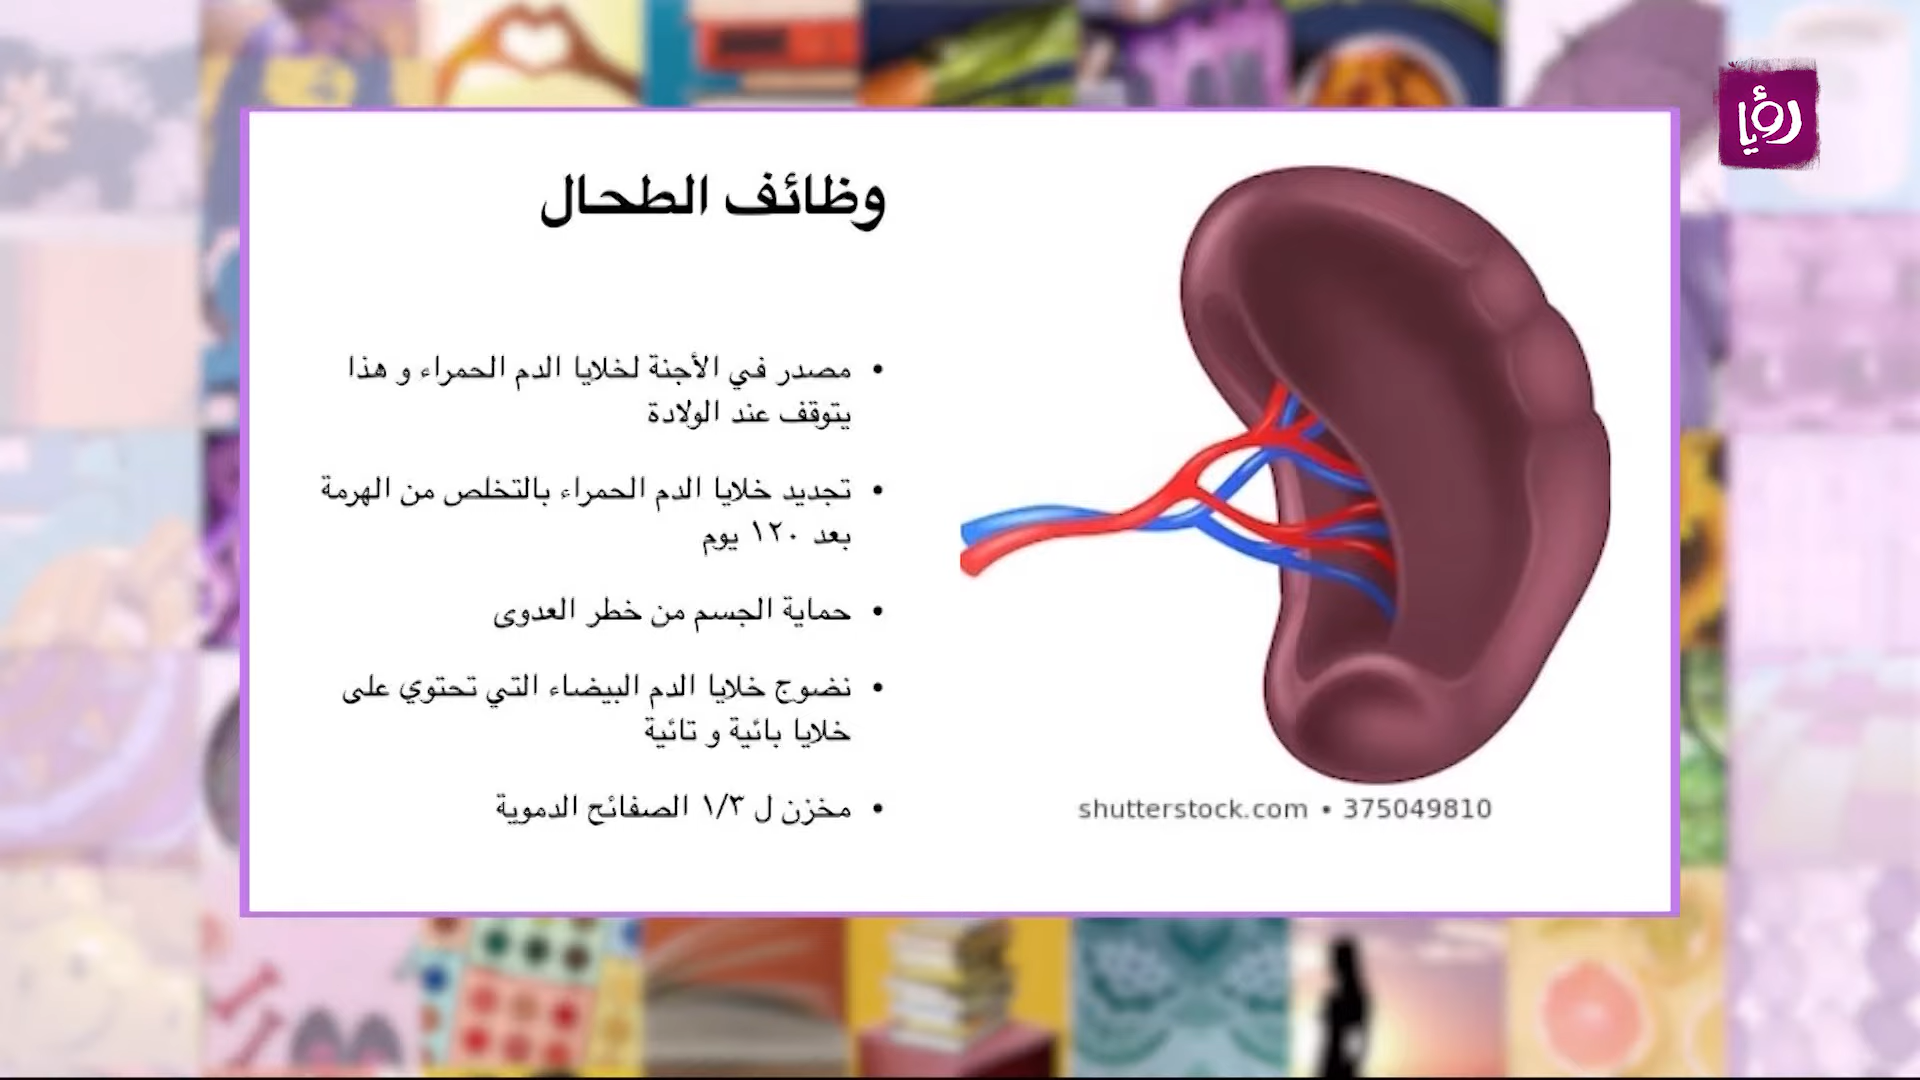 رؤيا
وظائف الطحال
• مصدر في الأجنة لخلايا الدم الحمراء و هذا
يتوقف عند الولادة
• تجديد خلايا الدم الحمراء بالتخلص من الهرمة
بعد ١٢٠ يوم
• حماية الجسم من خطر العدوى
• نضوج خلايا الدم البيضاء التي تحتوي على
خلايا بائية و تائية
• مخزن ل ١/٣ الصفائح الدموية
shutterstock.com • 375049810